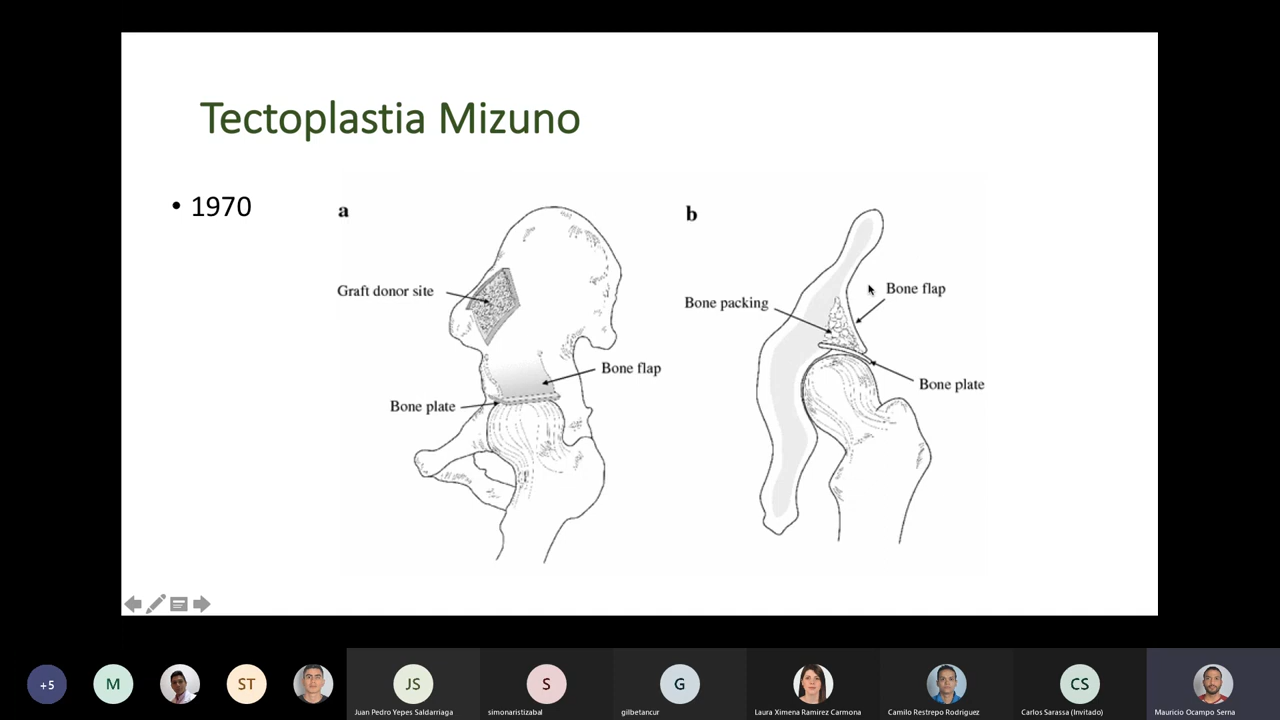 Tectoplastia Mizuno
• 1970
a
b
Graft donor site
Bone flap
Bone plate
Bone packing
Bone flap
Bone plate
+5
M
ST
JS
S
G
CS
Juan Pedro Yepes Saldarriaga
simonaristizabal
gilbetancur
Laura Ximena Ramirez Carmona
Camilo Restrepo Rodriguez
Carlos Sarassa (Invitado)
Mauricio Ocampo Serna